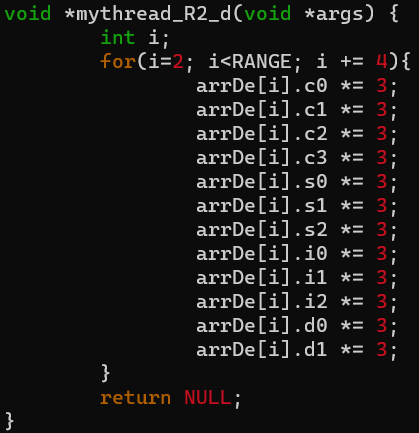 void *mythread_R2_d(void *args) {
        int i;
        for(i=2; i<RANGE; i += 4){
                arrDe[i].c0 *= 3;
                arrDe[i].c1 *= 3;
                arrDe[i].c2 *= 3;
                arrDe[i].c3 *= 3;
                arrDe[i].s0 *= 3;
                arrDe[i].s1 *= 3;
                arrDe[i].s2 *= 3;
                arrDe[i].i0 *= 3;
                arrDe[i].i1 *= 3;
                arrDe[i].i2 *= 3;
                arrDe[i].d0 *= 3;
                arrDe[i].d1 *= 3;
        }
        return NULL;
}